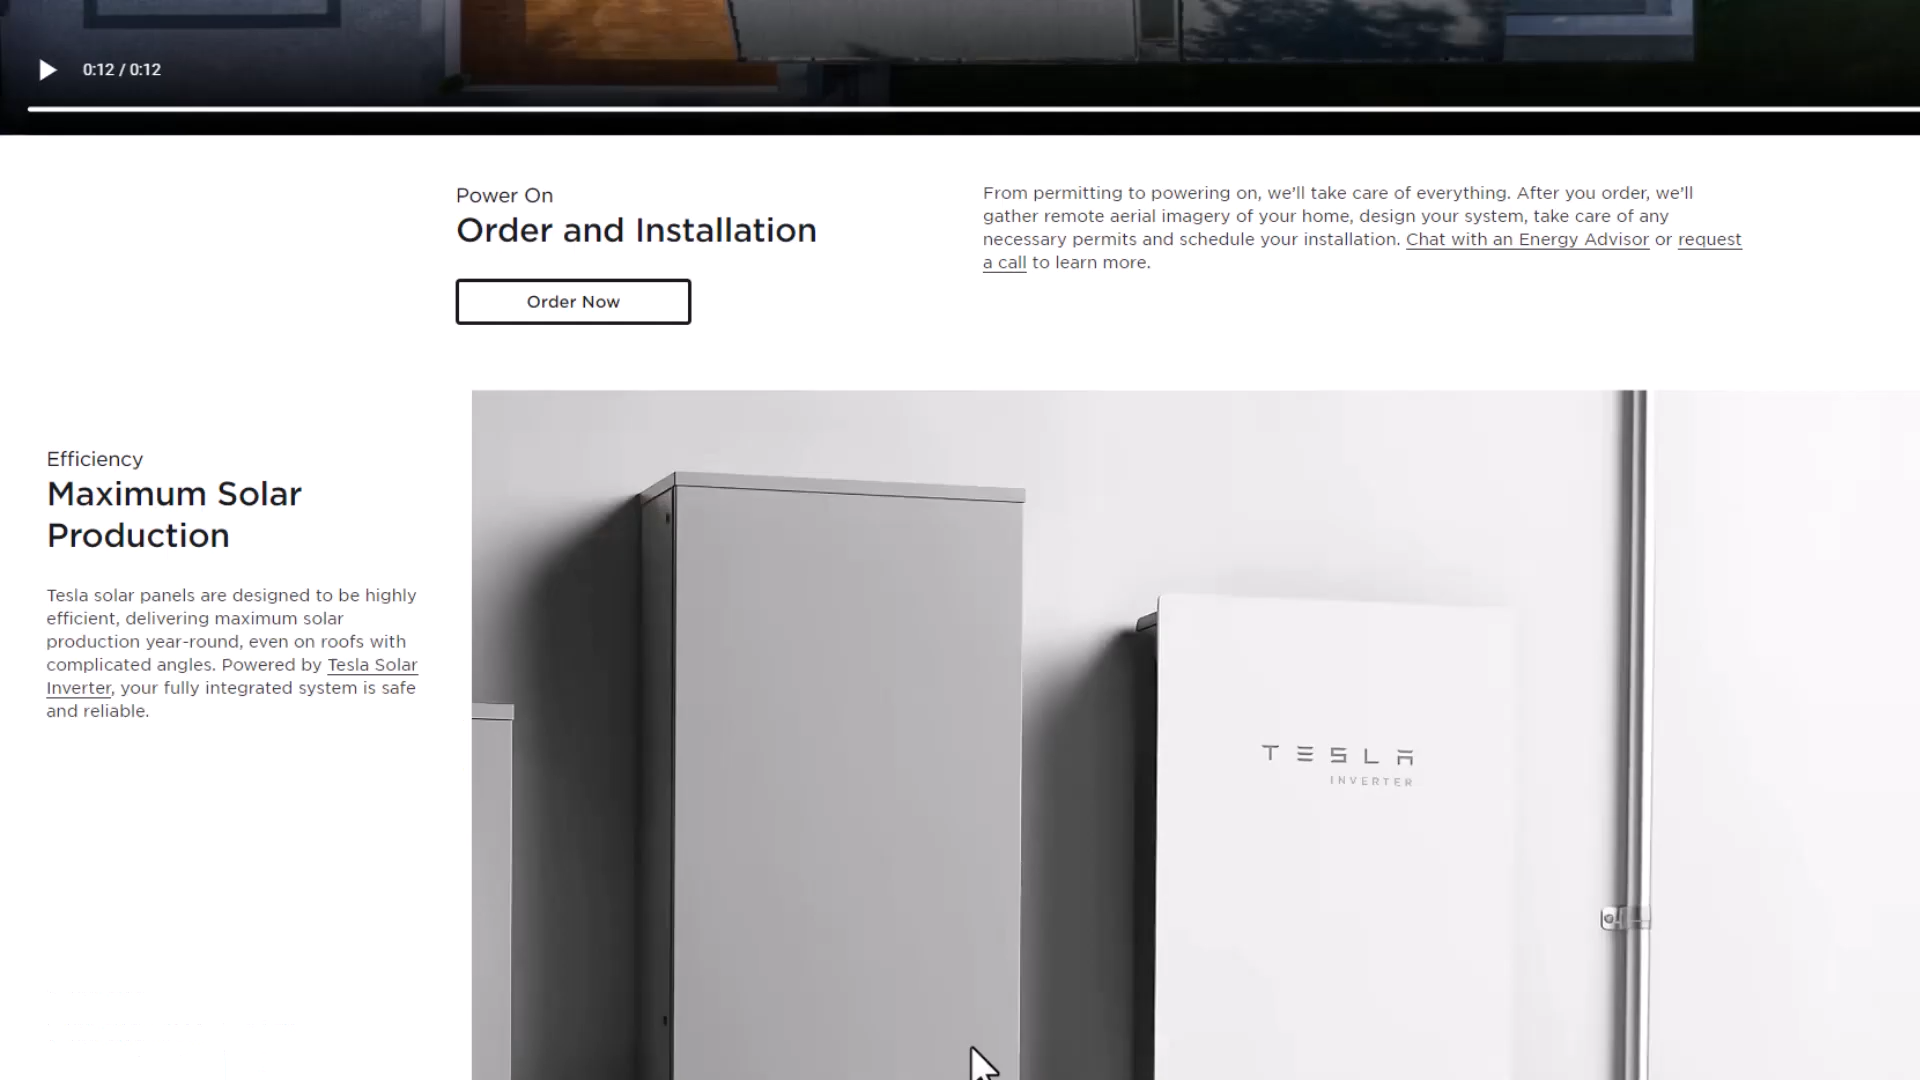 0:12 / 0:12
Power On
Order and Installation
Order Now
From permitting to powering on, we’ll take care of everything. After you order, we’ll
gather remote aerial imagery of your home, design your system, take care of any
necessary permits and schedule your installation. Chat with an Energy Advisor or request
a call to learn more.
Efficiency
Maximum Solar
Production
Tesla solar panels are designed to be highly
efficient, delivering maximum solar
production year-round, even on roofs with
complicated angles. Powered by Tesla Solar
Inverter, your fully integrated system is safe
and reliable.
TESLA
INVERTER